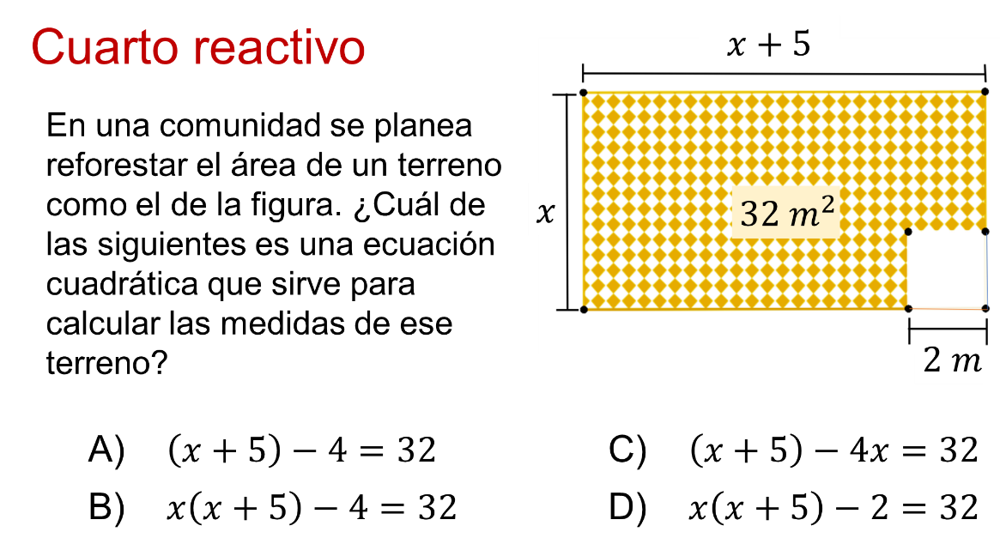 Cuarto reactivo
En una comunidad se planea
reforestar el área de un terreno
como el de la figura. ¿Cuál de
las siguientes es una ecuación
cuadrática que sirve para
calcular las medidas de ese
terreno?
x + 5
x
32 m²
2 m
A) (x + 5) − 4 = 32
B) x(x + 5) − 4 = 32
C) (x + 5) − 4x = 32
D) x(x + 5) − 2 = 32